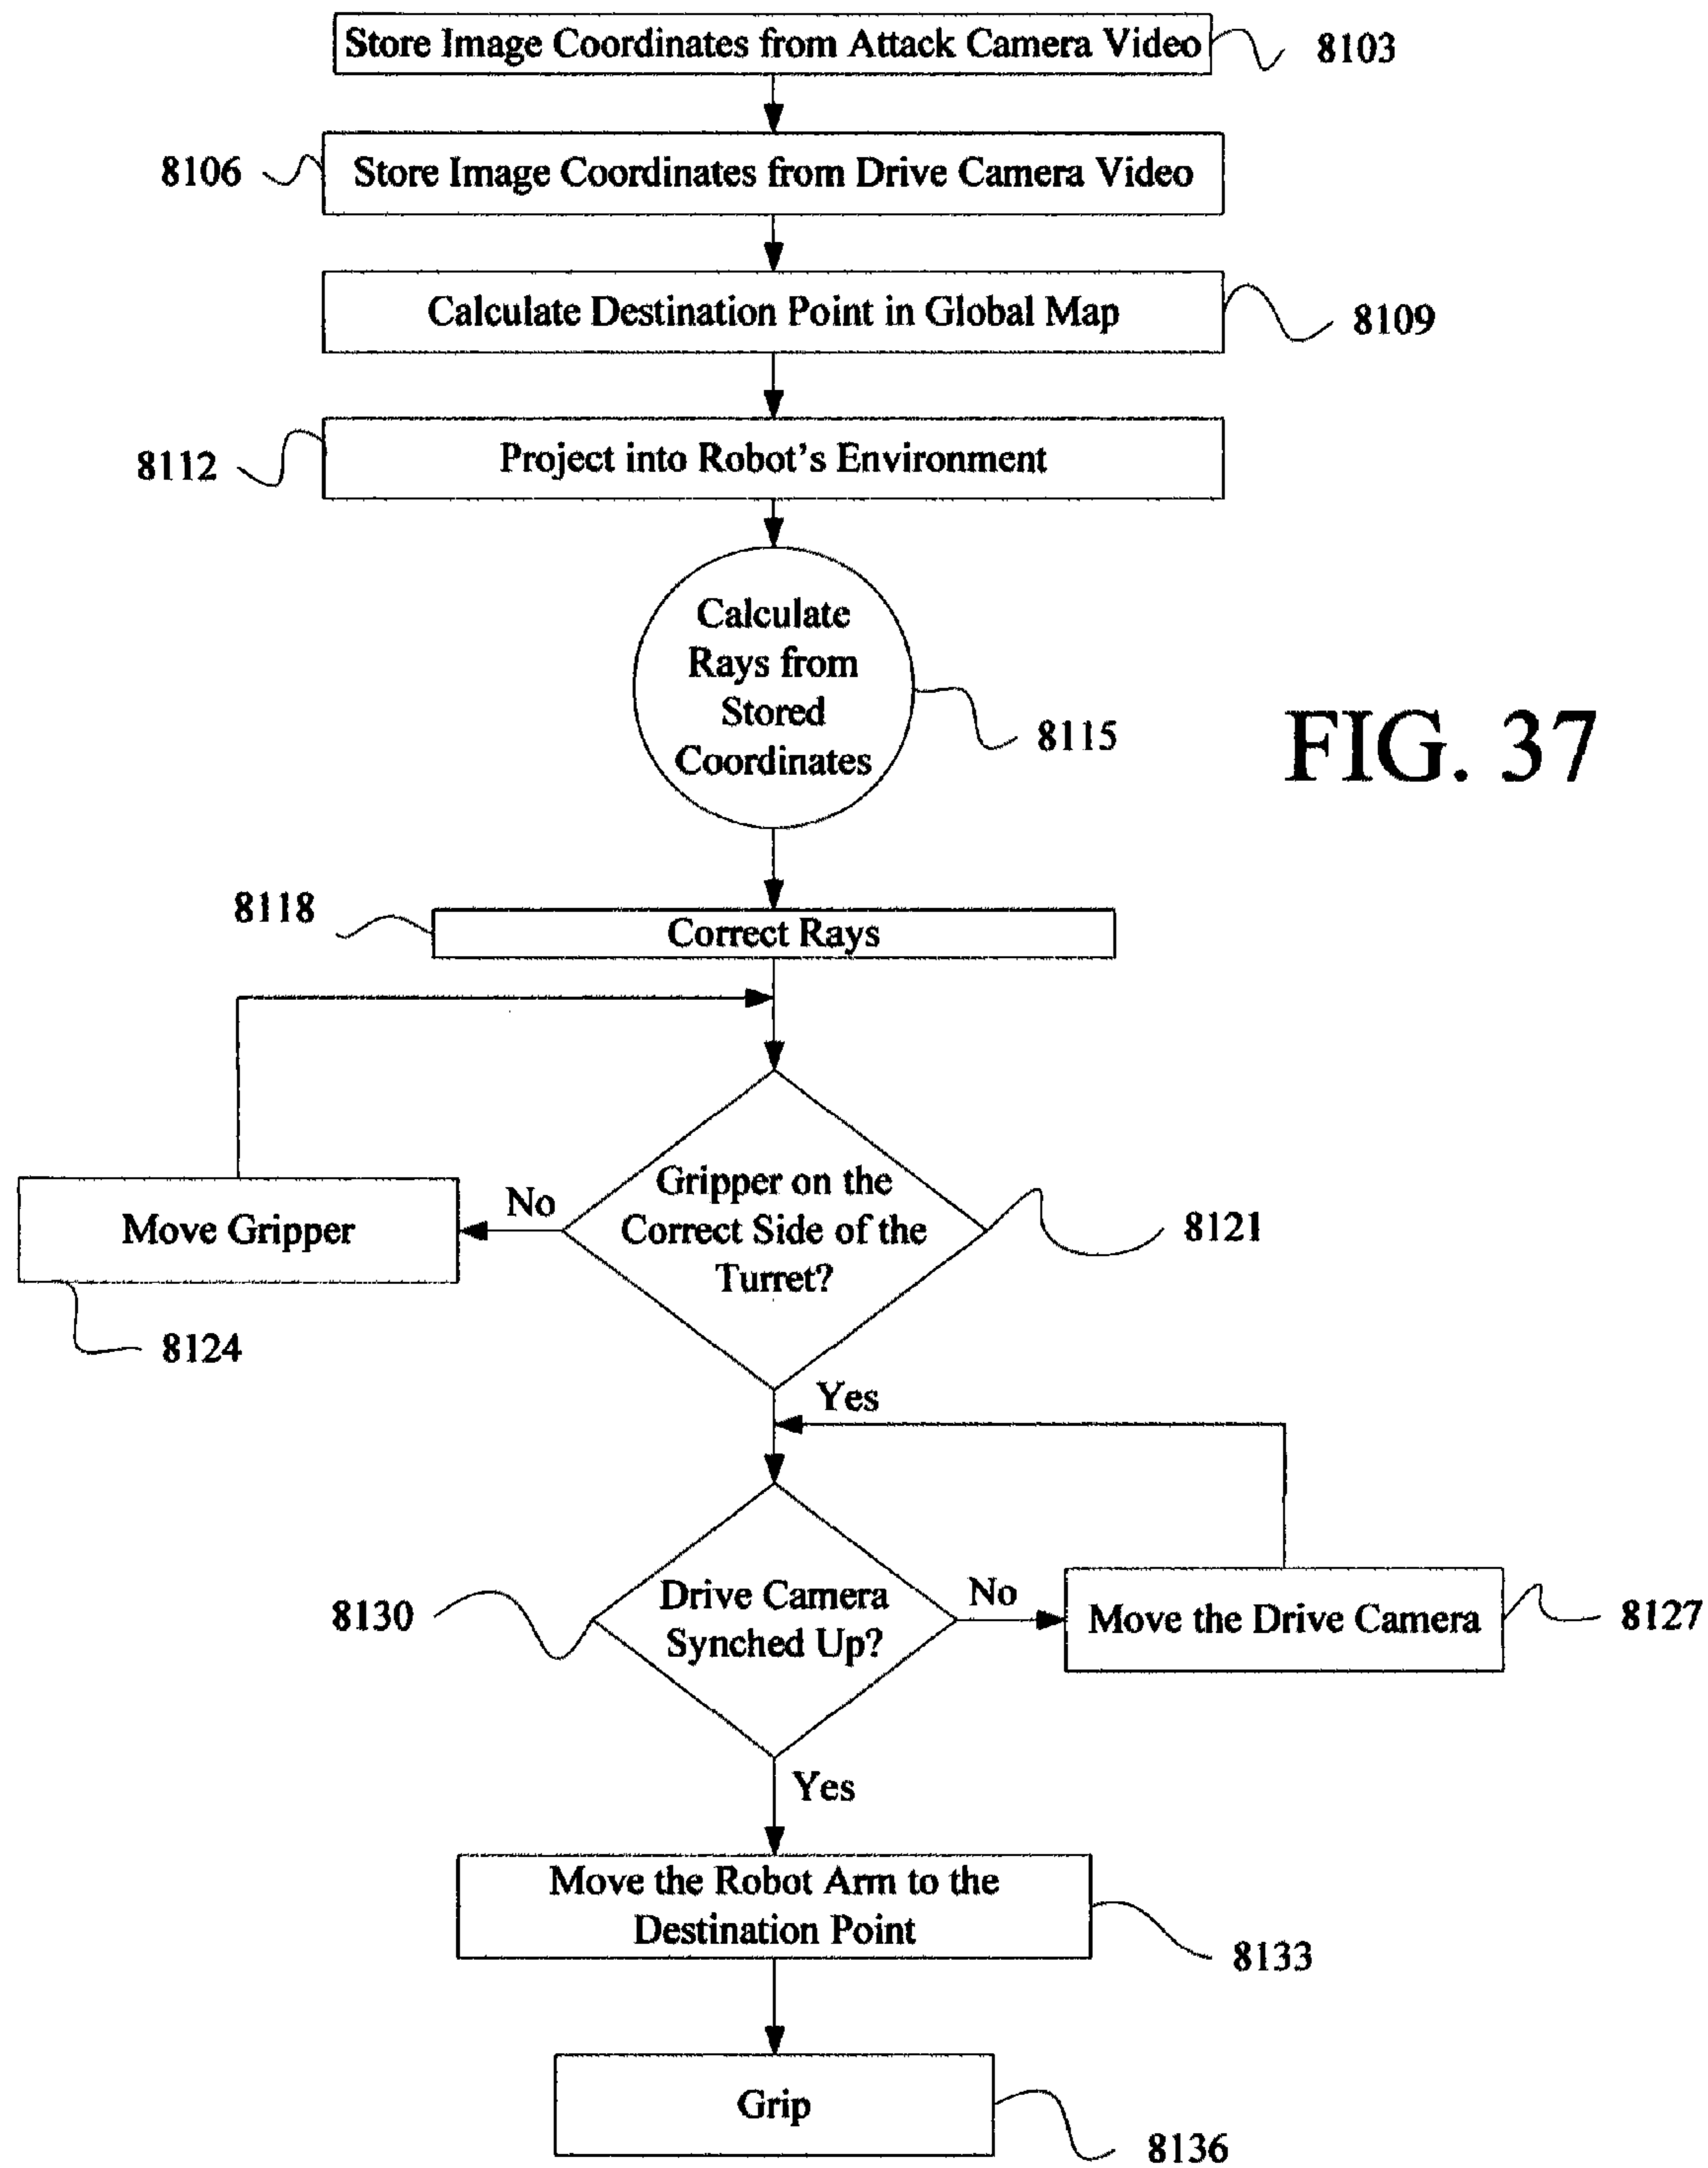 Store Image Coordinates from Attack Camera Video
8103
8106
Store Image Coordinates from Drive Camera Video
Calculate Destination Point in Global Map
8109
8112
Project into Robot's Environment
Calculate
Rays from
Stored
Coordinates
8115
FIG. 37
8118
Correct Rays
Gripper on the
Correct Side of the
Turret?
8121
No
Move Gripper
8124
Yes
8130
Drive Camera
Synched Up?
No
Move the Drive Camera
8127
Yes
Move the Robot Arm to the
Destination Point
8133
Grip
8136